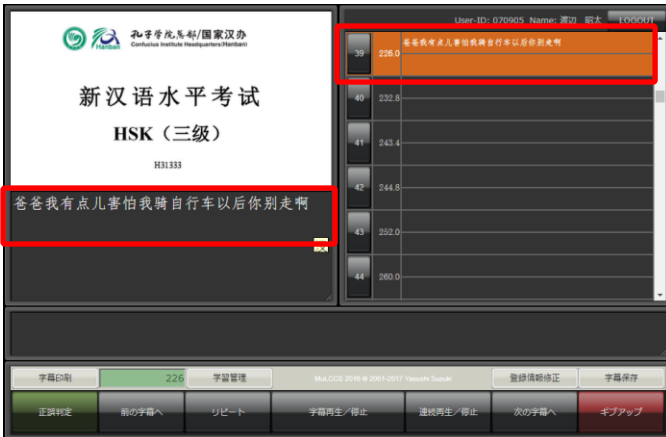 孔子学院总部/国家汉办
Confucius Institute Headquarters(Hanban)
Hanban
新汉语水平考试
HSK（三级）
H31333
爸爸我有点儿害怕我骑自行车以后你别走啊
User-ID: 070905 Name: 渡辺 昭太 LOGOUT
39 226.0 爸爸我有点儿害怕我骑自行车以后你别走啊
40 232.8
41 243.4
42 244.8
43 252.0
44 260.0
字幕印刷 226 学習管理 MuLCCS 2016 © 2001-2017 Yasushi Suzuki 登録情報修正 字幕保存
正誤判定 前の字幕へ リピート 字幕再生/停止 連続再生/停止 次の字幕へ ギブアップ